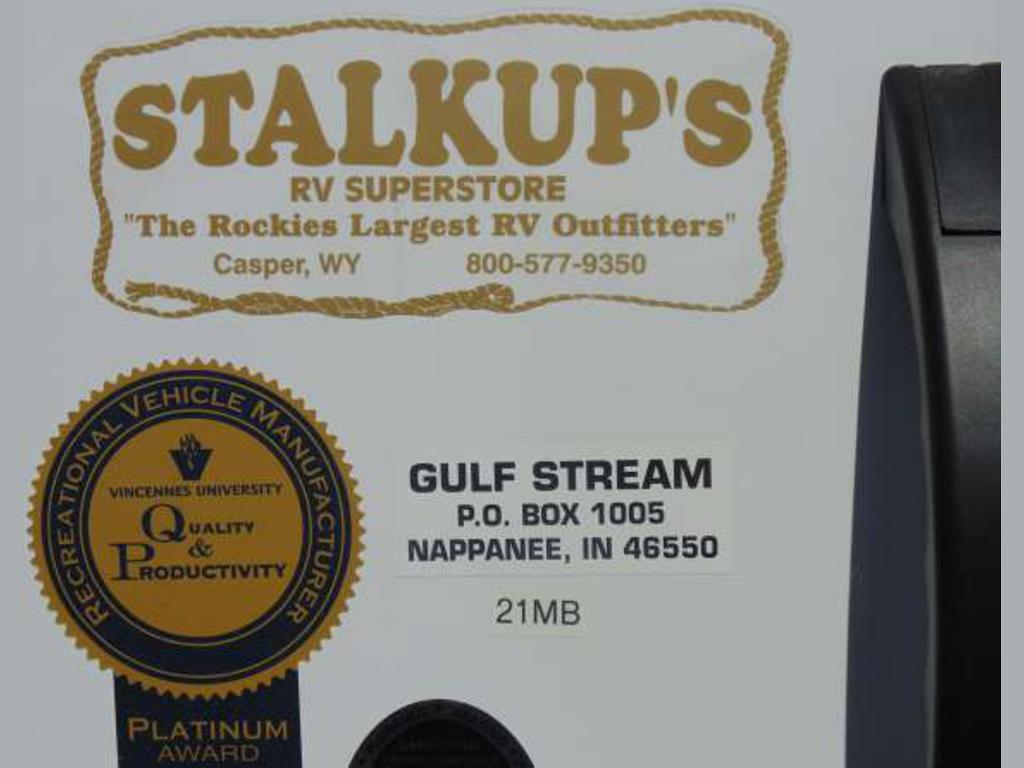 STALKUP'S
RV SUPERSTORE
"The Rockies Largest RV Outfitters"
Casper, WY 800-577-9350
RECREATIONAL VEHICLE MANUFACTURER
VINCENNES UNIVERSITY
QUALITY
&
PRODUCTIVITY
PLATINUM
AWARD
GULF STREAM
P.O. BOX 1005
NAPPANEE, IN 46550
21MB